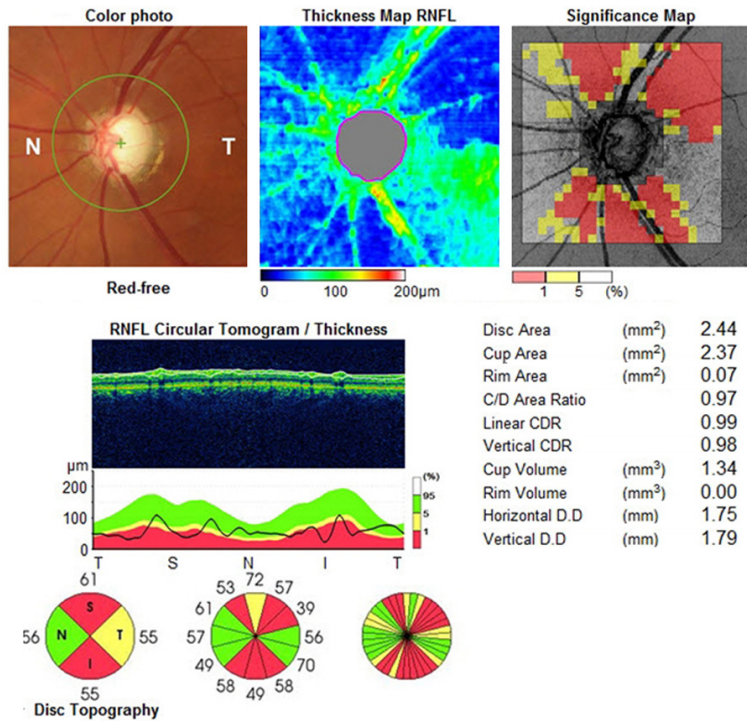 Color photo
Thickness Map RNFL
Significance Map
N T
Red-free
0 100 200μm
1 5 (%)
RNFL Circular Tomogram / Thickness
μm
200
100
0
T S N I T
(%)
95
5
1
61
S
56 N T 55
I
55
72
53 57
61 39
57 56
49 70
58 58
49
Disc Topography
Disc Area (mm²) 2.44
Cup Area (mm²) 2.37
Rim Area (mm²) 0.07
C/D Area Ratio 0.97
Linear CDR 0.99
Vertical CDR 0.98
Cup Volume (mm³) 1.34
Rim Volume (mm³) 0.00
Horizontal D.D (mm) 1.75
Vertical D.D (mm) 1.79